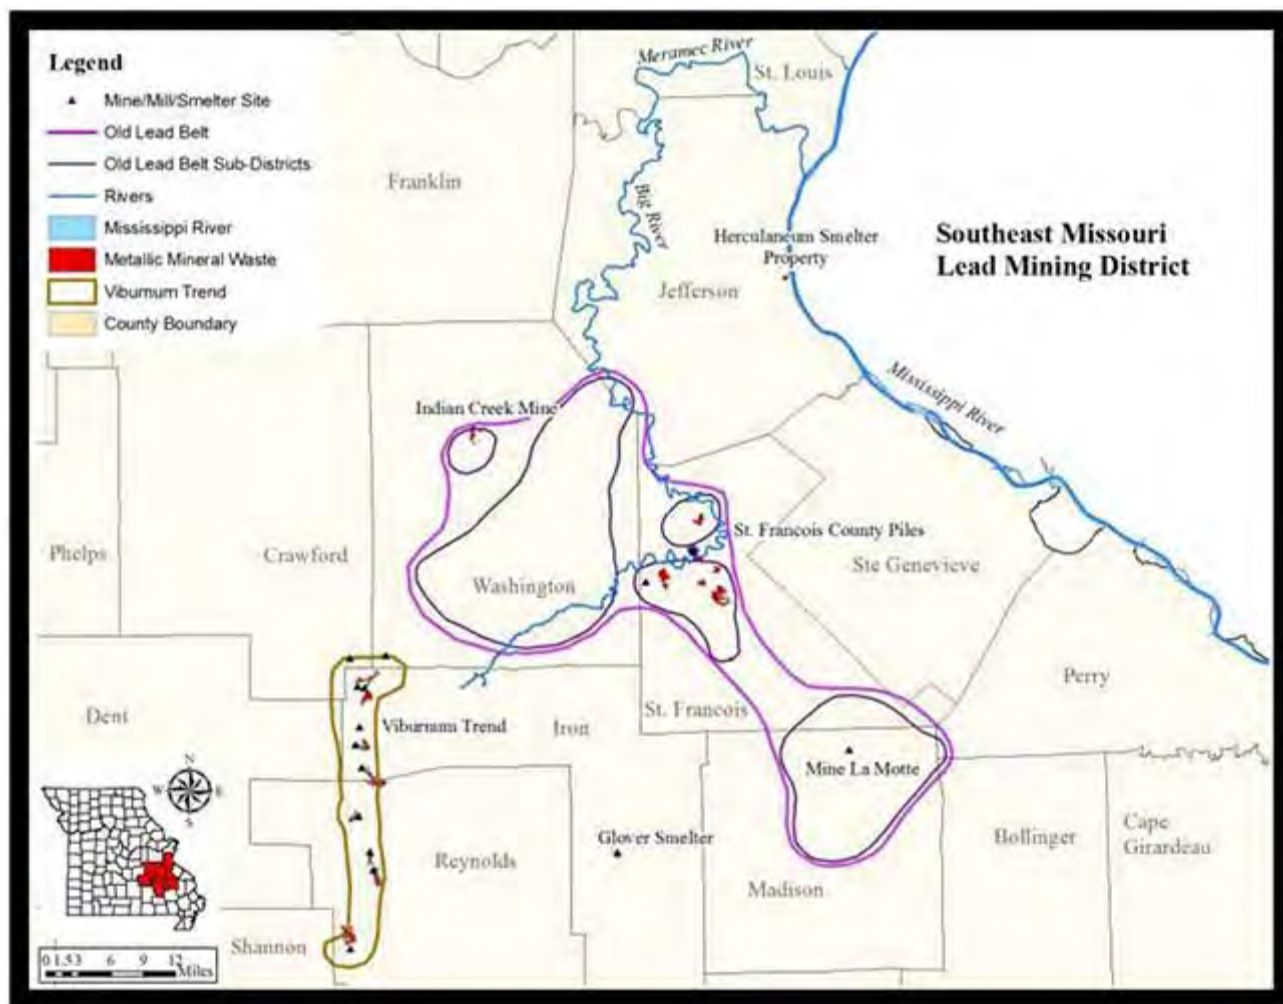 Legend
Mine/Mill/Smelter Site
Old Lead Belt
Old Lead Belt Sub-Districts
Rivers
Mississippi River
Metallic Mineral Waste
Viburnum Trend
County Boundary
Southeast Missouri
Lead Mining District
Meramec River
St. Louis
Franklin
Big River
Herculaneum Smelter
Property
Jefferson
Mississippi River
Indian Creek Mine
St. Francois County Piles
Phelps
Crawford
Washington
Ste Genevieve
Perry
Dent
Viburnum Trend
Iron
St. Francois
Mine La Motte
Glover Smelter
Reynolds
Madison
Bollinger
Cape
Girardeau
Shannon
N
W E
S
0 1.5 3 6 9 12
Miles